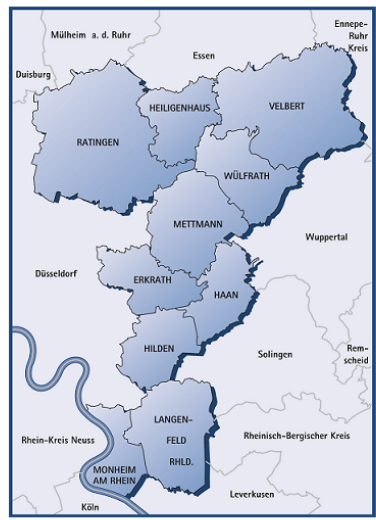 Ennepe-
Ruhr
Kreis
Mülheim a. d. Ruhr
Essen
Duisburg
HEILIGENHAUS
VELBERT
RATINGEN
WÜLFRATH
METTMANN
Wuppertal
Düsseldorf
ERKRATH
HAAN
HILDEN
Solingen
Rem-
scheid
LANGEN-
FELD
RHLD.
Rhein-Kreis Neuss
Rheinisch-Bergischer Kreis
MONHEIM
AM RHEIN
Leverkusen
Köln